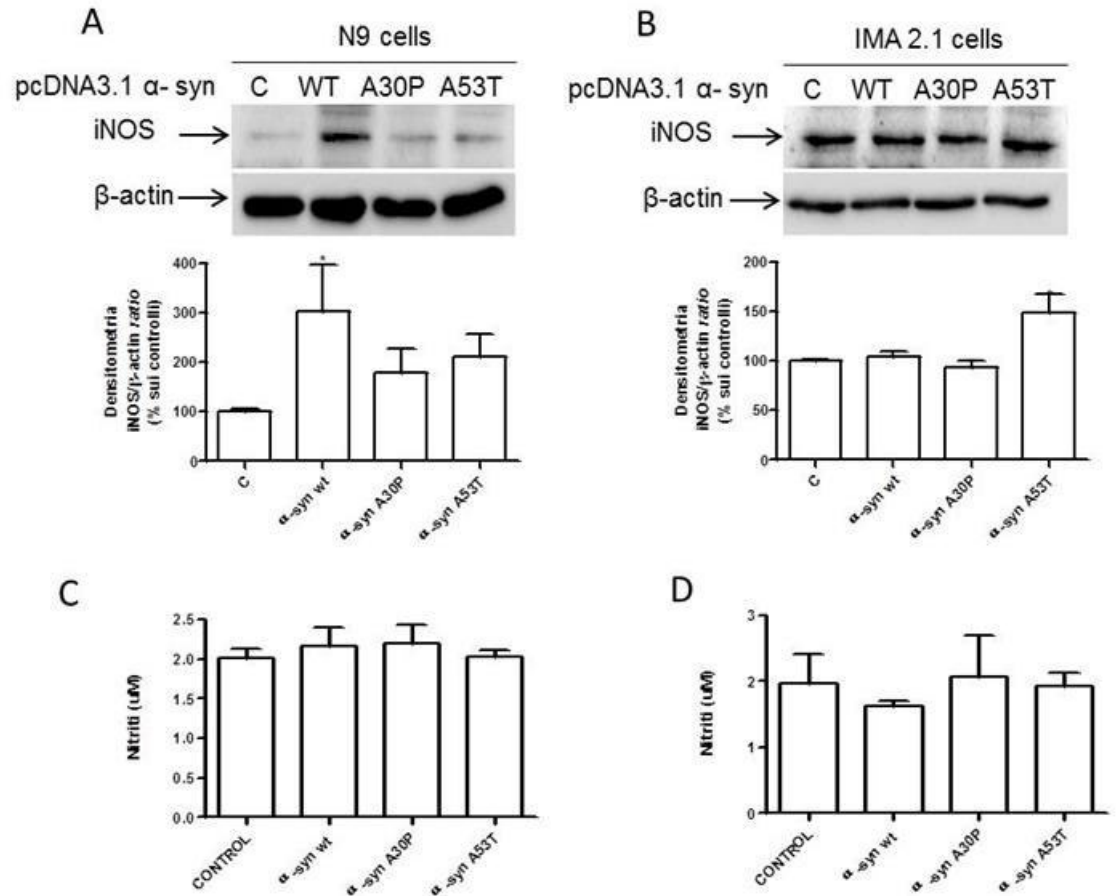 A
N9 cells
pcDNA3.1 α- syn
C WT A30P A53T
iNOS
β-actin
400
300
200
100
0
Densitometria
iNOS/β-actin ratio
(% sui controlli)
*
C
α-syn wt
α-syn A30P
α-syn A53T
B
IMA 2.1 cells
pcDNA3.1 α- syn
C WT A30P A53T
iNOS
β-actin
200
150
100
50
0
Densitometria
iNOS/β-actin ratio
(% sui controlli)
*
C
α-syn wt
α-syn A30P
α-syn A53T
C
2.5
2.0
1.5
1.0
0.5
0.0
Nitriti (uM)
CONTROL
α-syn wt
α-syn A30P
α-syn A53T
D
3
2
1
0
Nitriti (uM)
CONTROL
α-syn wt
α-syn A30P
α-syn A53T